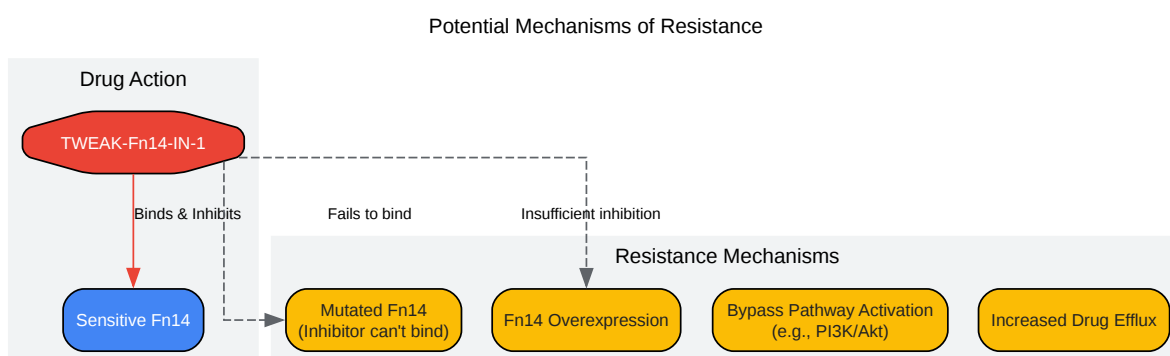 Potential Mechanisms of Resistance
Drug Action
TWEAK-Fn14-IN-1
Binds & Inhibits
Fails to bind
Insufficient inhibition
Resistance Mechanisms
Sensitive Fn14
Mutated Fn14
(Inhibitor can't bind)
Fn14 Overexpression
Bypass Pathway Activation
(e.g., PI3K/Akt)
Increased Drug Efflux